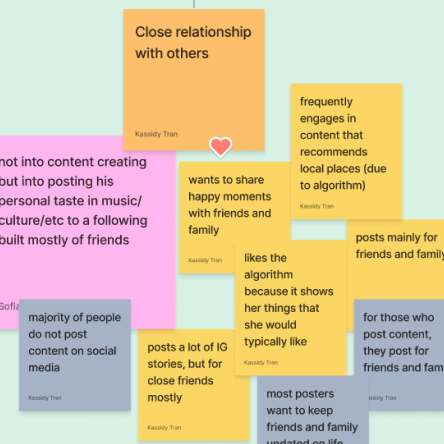 Close relationship
with others
Kassidy Tran
frequently
engages in
content that
recommends
local places (due
to algorithm)
Kassidy Tran
not into content creating
but into posting his
personal taste in music/
culture/etc to a following
built mostly of friends
Sofia
wants to share
happy moments
with friends and
family
Kassidy Tran
posts mainly for
friends and family
likes the
algorithm
because it shows
her things that
she would
typically like
Kassidy Tran
majority of people
do not post
content on social
media
Kassidy Tran
posts a lot of IG
stories, but for
close friends
mostly
Kassidy Tran
for those who
post content,
they post for
friends and fam
Kassidy Tran
most posters
want to keep
friends and family
updated on life